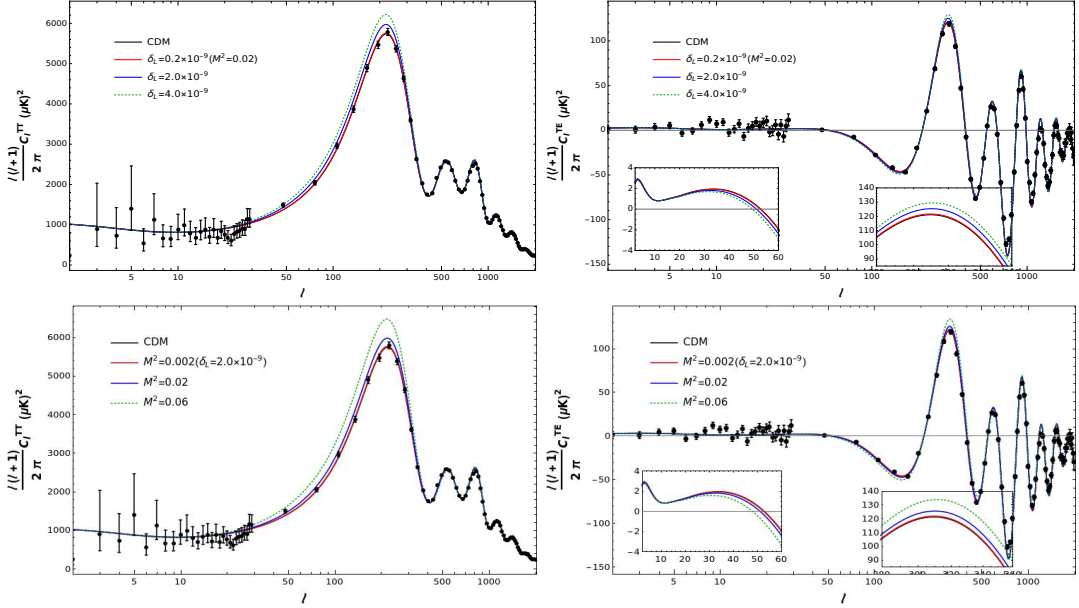 CDM
δL=0.2×10⁻⁹(M²=0.02)
δL=2.0×10⁻⁹
δL=4.0×10⁻⁹
l(l+1)/2π C_l^TT (μK)²
6000
5000
4000
3000
2000
1000
0
5 10 50 100 500 1000
l
CDM
δL=0.2×10⁻⁹(M²=0.02)
δL=2.0×10⁻⁹
δL=4.0×10⁻⁹
l(l+1)/2π C_l^TE (μK)²
100
50
0
−50
−100
−150
5 10 50 100 500 1000
l
4
2
0
−2
−4
10 20 30 40 50 60
140
130
120
110
100
90
CDM
M²=0.002(δL=2.0×10⁻⁹)
M²=0.02
M²=0.06
l(l+1)/2π C_l^TT (μK)²
6000
5000
4000
3000
2000
1000
0
5 10 50 100 500 1000
l
CDM
M²=0.002(δL=2.0×10⁻⁹)
M²=0.02
M²=0.06
l(l+1)/2π C_l^TE (μK)²
100
50
0
−50
−100
−150
5 10 50 100 500 1000
l
4
2
0
−2
−4
10 20 30 40 50 60
140
130
120
110
100
90